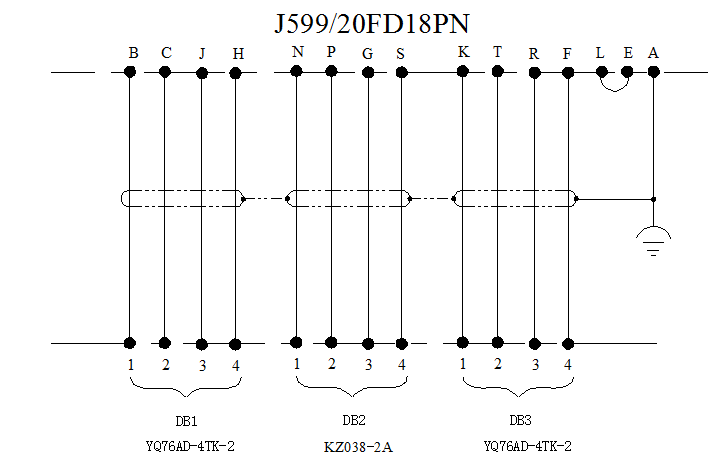 J599/20FD18PN
B C J H N P G S K T R F L E A
1 2 3 4 1 2 3 4 1 2 3 4
DB1 DB2 DB3
YQ76AD-4TK-2 KZ038-2A YQ76AD-4TK-2